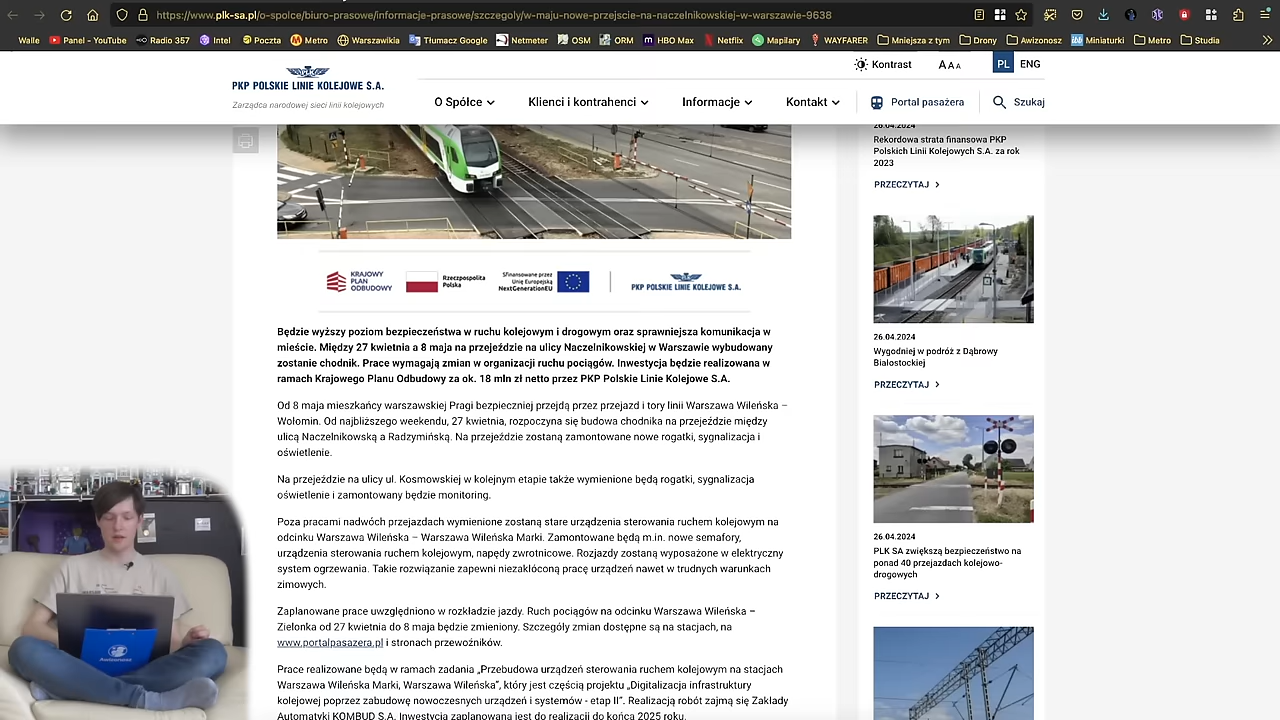 https://www.plk-sa.pl/o-spolce/biuro-prasowe/informacje-prasowe/szczegoly/w-maju-nowe-przejscie-na-naczelnikowskiej-w-warszawie-9638
Walle
Panel - YouTube
Radio 357
Intel
Poczta
Metro
Warszawikia
Tłumacz Google
Netmeter
OSM
ORM
HBO Max
Netflix
Mapilary
WAYFARER
Mniejsza z tym
Drony
Awizonosz
Miniaturki
Metro
Studia
Kontrast
A A A
PL
ENG
PKP POLSKIE LINIE KOLEJOWE S.A.
Zarządca narodowej sieci linii kolejowych
O Spółce
Klienci i kontrahenci
Informacje
Kontakt
Portal pasażera
Szukaj
KRAJOWY
PLAN
ODBUDOWY
Rzeczpospolita
Polska
Sfinansowane przez
Unię Europejską
NextGenerationEU
PKP POLSKIE LINIE KOLEJOWE S.A.
Będzie wyższy poziom bezpieczeństwa w ruchu kolejowym i drogowym oraz sprawniejsza komunikacja w
mieście. Między 27 kwietnia a 8 maja na przejeździe na ulicy Naczelnikowskiej w Warszawie wybudowany
zostanie chodnik. Prace wymagają zmian w organizacji ruchu pociągów. Inwestycja będzie realizowana w
ramach Krajowego Planu Odbudowy za ok. 18 mln zł netto przez PKP Polskie Linie Kolejowe S.A.
Od 8 maja mieszkańcy warszawskiej Pragi bezpieczniej przejdą przez przejazd i tory linii Warszawa Wileńska –
Wołomin. Od najbliższego weekendu, 27 kwietnia, rozpoczyna się budowa chodnika na przejeździe między
ulicą Naczelnikowską a Radzymińską. Na przejeździe zostaną zamontowane nowe rogatki, sygnalizacja i
oświetlenie.
Na przejeździe na ulicy ul. Kosmowskiej w kolejnym etapie także wymienione będą rogatki, sygnalizacja
oświetlenie i zamontowany będzie monitoring.
Poza pracami nadwóch przejazdach wymienione zostaną stare urządzenia sterowania ruchem kolejowym na
odcinku Warszawa Wileńska – Warszawa Wileńska Marki. Zamontowane będą m.in. nowe semafory,
urządzenia sterowania ruchem kolejowym, napędy zwrotnicowe. Rozjazdy zostaną wyposażone w elektryczny
system ogrzewania. Takie rozwiązanie zapewni niezakłóconą pracę urządzeń nawet w trudnych warunkach
zimowych.
Zaplanowane prace uwzględniono w rozkładzie jazdy. Ruch pociągów na odcinku Warszawa Wileńska –
Zielonka od 27 kwietnia do 8 maja będzie zmieniony. Szczegóły zmian dostępne są na stacjach, na
www.portalpasazera.pl i stronach przewoźników.
Prace realizowane będą w ramach zadania „Przebudowa urządzeń sterowania ruchem kolejowym na stacjach
Warszawa Wileńska Marki, Warszawa Wileńska”, który jest częścią projektu „Digitalizacja infrastruktury
kolejowej poprzez zabudowę nowoczesnych urządzeń i systemów - etap II”. Realizacją robót zajmą się Zakłady
Automatyki KOMBUD S.A. Inwestycja zaplanowana jest do realizacji do końca 2025 roku.
26.04.2024
Rekordowa strata finansowa PKP
Polskich Linii Kolejowych S.A. za rok
2023
PRZECZYTAJ
26.04.2024
Wygodniej w podróż z Dąbrowy
Białostockiej
PRZECZYTAJ
26.04.2024
PLK SA zwiększą bezpieczeństwo na
ponad 40 przejazdach kolejowo-
drogowych
PRZECZYTAJ
Awizonosz